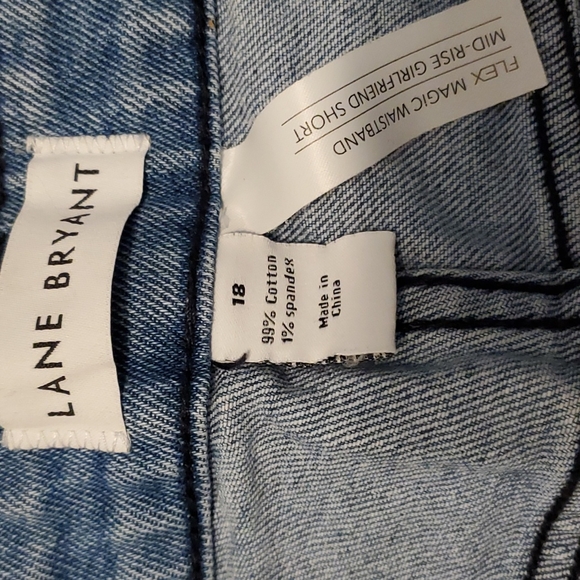 LANE BRYANT
FLEX MAGIC WAISTBAND
MID-RISE GIRLFRIEND SHORT
18
99% Cotton
1% spandex
Made in
China